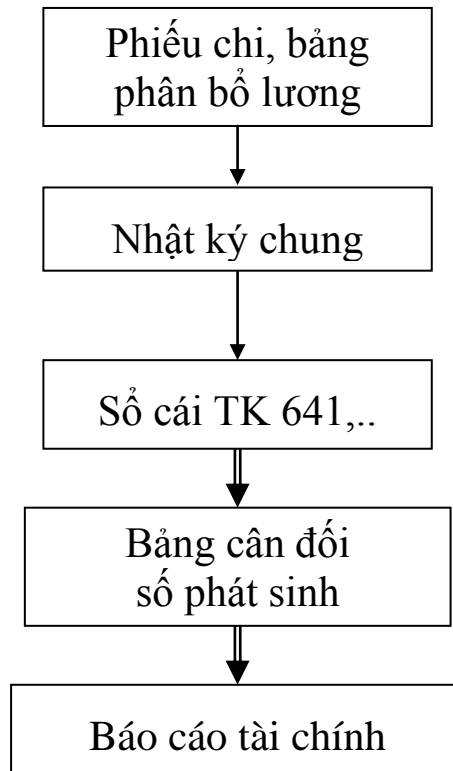 Phiếu chi, bảng
phân bổ lương
Nhật ký chung
Sổ cái TK 641,..
Bảng cân đối
số phát sinh
Báo cáo tài chính